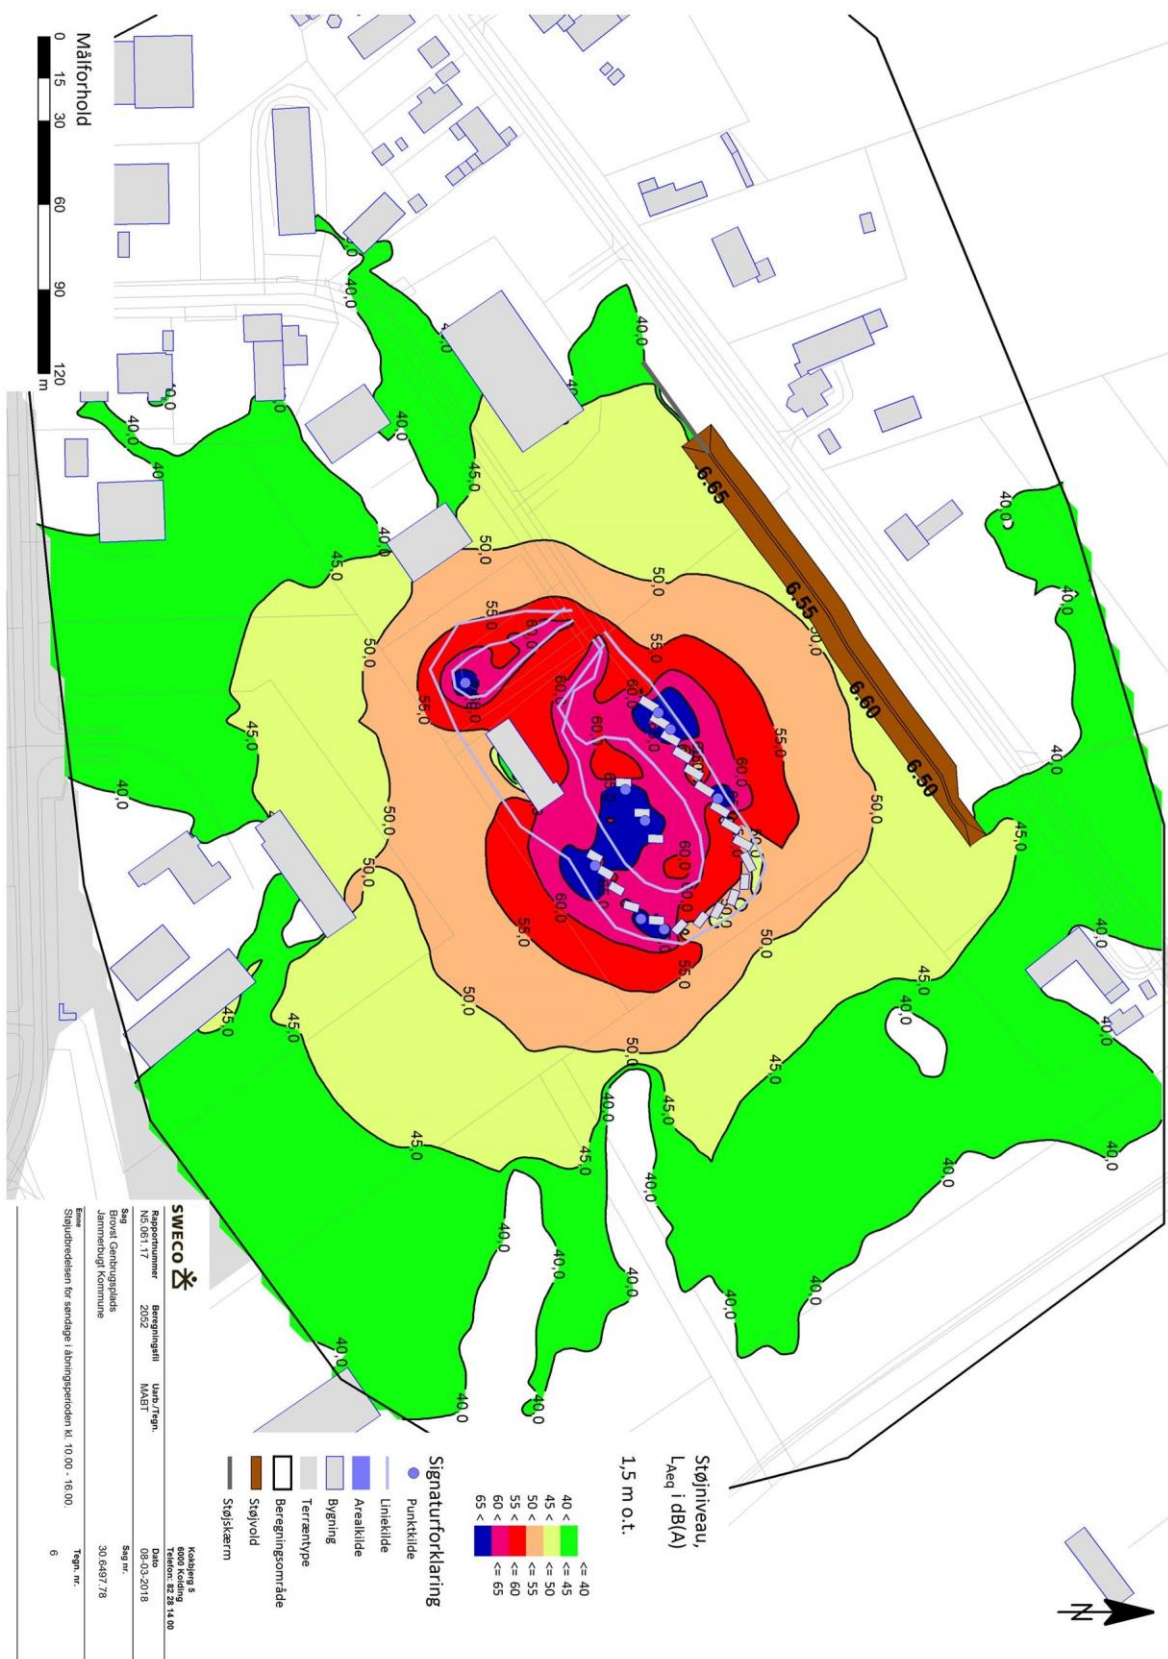 Målforhold
0 15 30 60 90 120
m
6.65
6.55
6.60
6.50
40,0
45,0
50,0
55,0
60,0
Støjniveau,
L_Aeq i dB(A)
1,5 m o.t.
<= 40
40 < <= 45
45 < <= 50
50 < <= 55
55 < <= 60
60 < <= 65
65 <
Signaturforklaring
Punktkilde
Liniekilde
Arealkilde
Bygning
Terræntype
Beregningsområde
Støjvold
Støjskærm
N
SWECO
Kokbjerg 5
6000 Kolding
Telefon: 82 28 14 00
Rapportnummer Beregningsfil Uarb./Tegn. Dato
N5.061.17 2052 MABT 08-03-2018
Sag Sag nr.
Brovst Genbrugsplads 30.6497.78
Jammerbugt Kommune
Emne Tegn. nr.
Støjudbredelsen for søndage i åbningsperioden kl. 10.00 - 16.00. 6